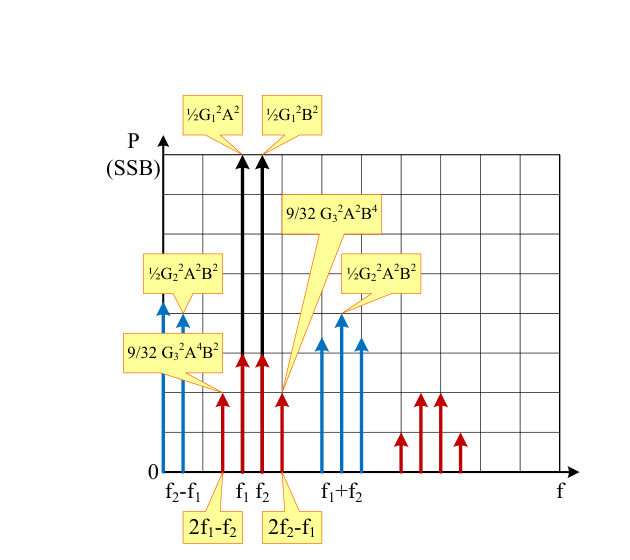 ½G₁²A²
½G₁²B²
P
(SSB)
9/32 G₃²A²B⁴
½G₂²A²B²
½G₂²A²B²
9/32 G₃²A⁴B²
0
f₂-f₁
f₁
f₂
f₁+f₂
f
2f₁-f₂
2f₂-f₁